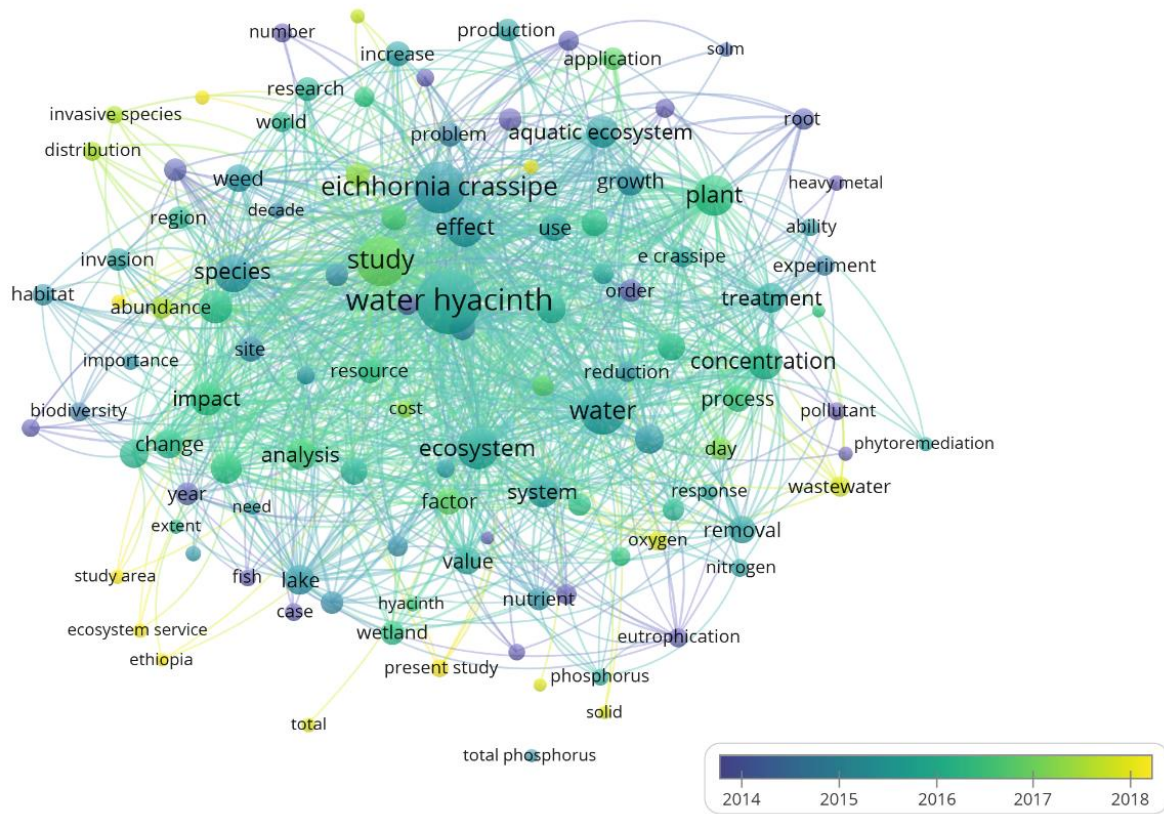 number
production
solm
increase
application
research
invasive species
world
problem
aquatic ecosystem
root
distribution
weed
eichhornia crassipe
growth
plant
heavy metal
region
decade
effect
use
ability
invasion
species
study
e crassipe
experiment
habitat
abundance
water hyacinth
order
treatment
importance
site
resource
reduction
concentration
biodiversity
impact
cost
water
process
pollutant
change
analysis
ecosystem
day
phytoremediation
year
need
factor
system
response
wastewater
extent
value
oxygen
removal
study area
fish
lake
nitrogen
case
hyacinth
nutrient
ecosystem service
wetland
eutrophication
ethiopia
present study
phosphorus
total
solid
total phosphorus
2014
2015
2016
2017
2018